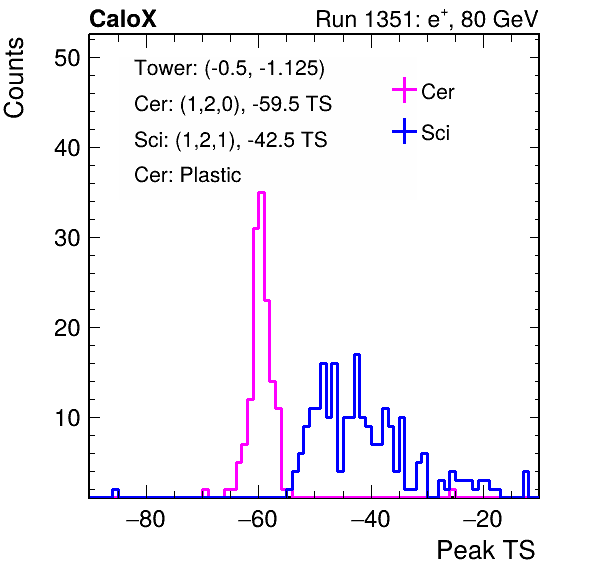 CaloX Run 1351: e+, 80 GeV
Counts
50
40
30
20
10
Tower: (-0.5, -1.125)
Cer: (1,2,0), -59.5 TS
Sci: (1,2,1), -42.5 TS
Cer: Plastic
Cer
Sci
−80 −60 −40 −20
Peak TS